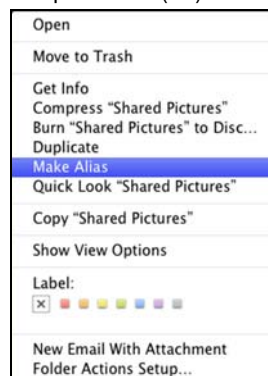 Open
Move to Trash
Get Info
Compress “Shared Pictures”
Burn “Shared Pictures” to Disc...
Duplicate
Make Alias
Quick Look “Shared Pictures”
Copy “Shared Pictures”
Show View Options
Label:
New Email With Attachment
Folder Actions Setup...